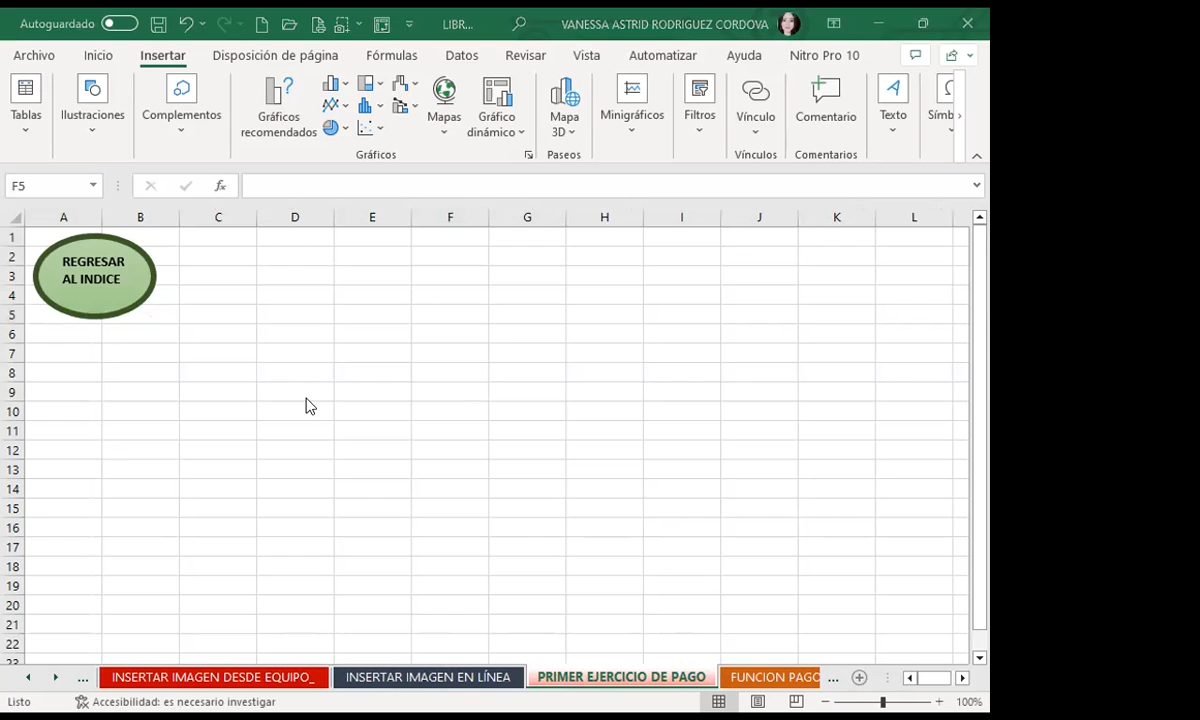 Autoguardado LIBR... VANESSA ASTRID RODRIGUEZ CORDOVA
Archivo Inicio Insertar Disposición de página Fórmulas Datos Revisar Vista Automatizar Ayuda Nitro Pro 10
Tablas Ilustraciones Complementos Gráficos recomendados Mapas Gráfico dinámico Mapa 3D Minigráficos Filtros Vínculo Comentario Texto Símb
Gráficos Paseos Vínculos Comentarios
F5 fx
A B C D E F G H I J K L
1
2
3
4
5
6
7
8
9
10
11
12
13
14
15
16
17
18
19
20
21
22
23
REGRESAR
AL INDICE
... INSERTAR IMAGEN DESDE EQUIPO_ INSERTAR IMAGEN EN LÍNEA PRIMER EJERCICIO DE PAGO FUNCION PAGO ...
Listo Accesibilidad: es necesario investigar 100%